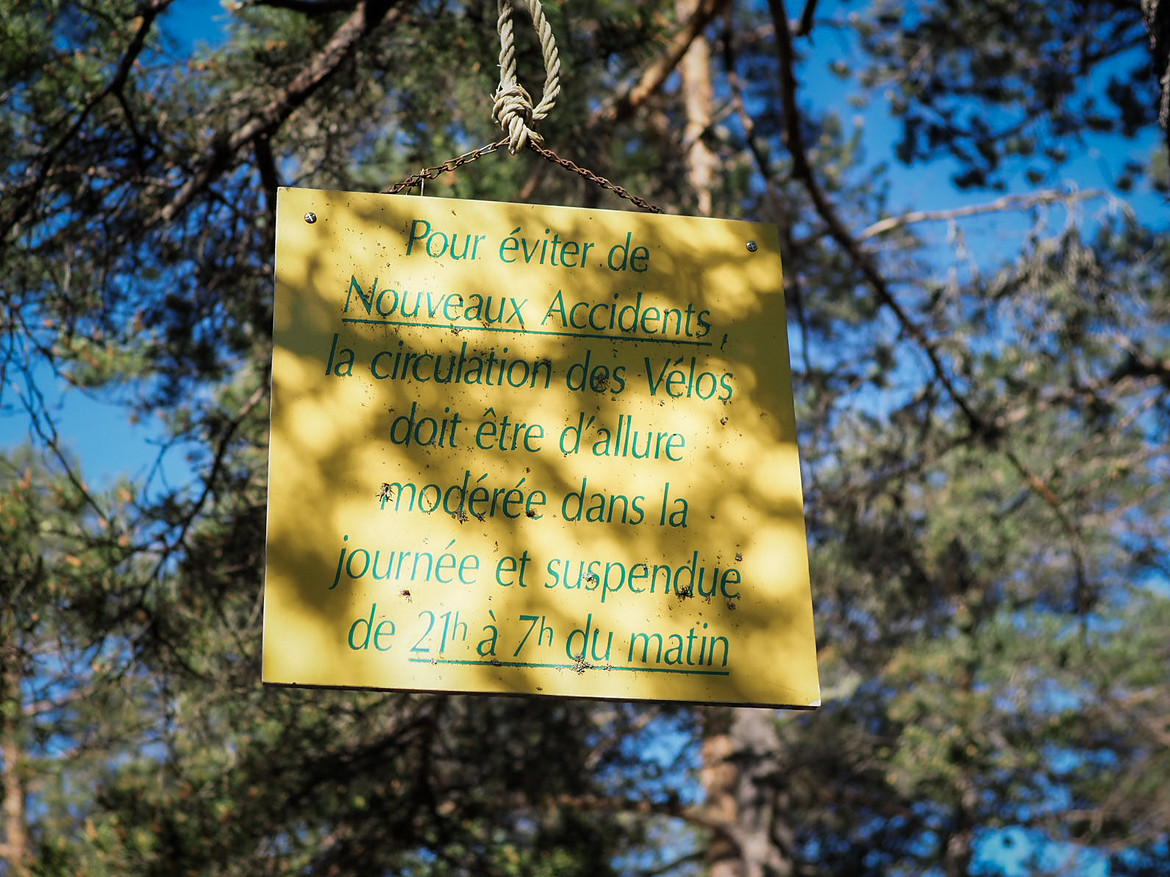 Pour éviter de
Nouveaux Accidents,
la circulation des Vélos
doit être d'allure
modérée dans la
journée et suspendue
de 21h à 7h du matin